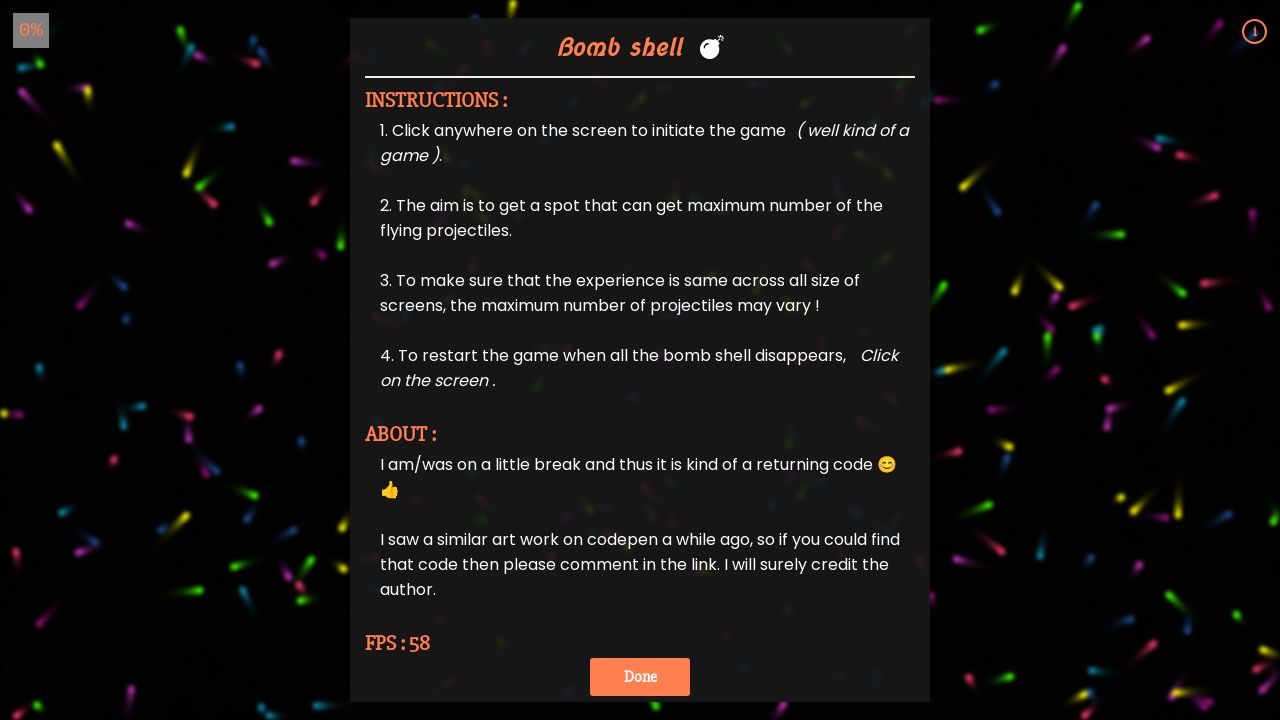 0%
Bomb shell 💣
i
INSTRUCTIONS :
1. Click anywhere on the screen to initiate the game ( well kind of a
game ).
2. The aim is to get a spot that can get maximum number of the
flying projectiles.
3. To make sure that the experience is same across all size of
screens, the maximum number of projectiles may vary !
4. To restart the game when all the bomb shell disappears, Click
on the screen .
ABOUT :
I am/was on a little break and thus it is kind of a returning code 😊
👍
I saw a similar art work on codepen a while ago, so if you could find
that code then please comment in the link. I will surely credit the
author.
FPS : 58
Done